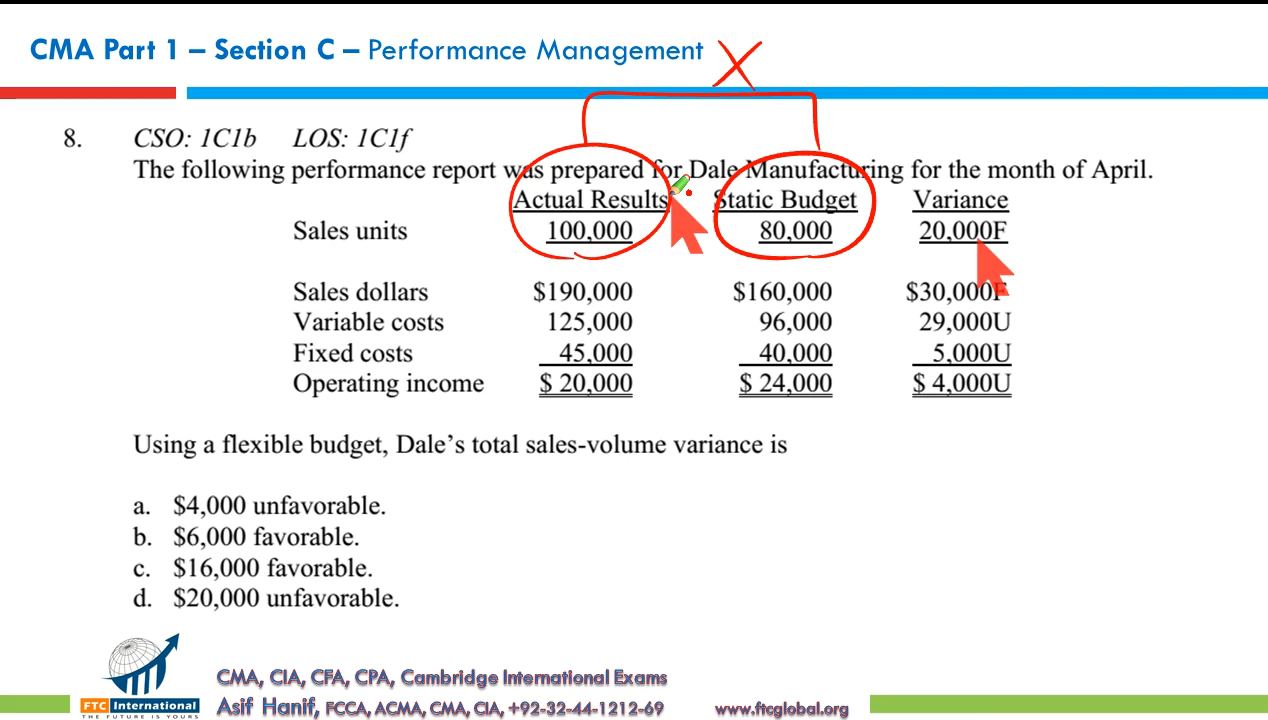 CMA Part 1 – Section C – Performance Management
8. CSO: 1C1b LOS: 1C1f
The following performance report was prepared for Dale Manufacturing for the month of April.
Actual Results Static Budget Variance
Sales units 100,000 80,000 20,000F
Sales dollars $190,000 $160,000 $30,000F
Variable costs 125,000 96,000 29,000U
Fixed costs 45,000 40,000 5,000U
Operating income $ 20,000 $ 24,000 $ 4,000U
Using a flexible budget, Dale’s total sales-volume variance is
a. $4,000 unfavorable.
b. $6,000 favorable.
c. $16,000 favorable.
d. $20,000 unfavorable.
FTC International
THE FUTURE IS YOURS
CMA, CIA, CFA, CPA, Cambridge International Exams
Asif Hanif, FCCA, ACMA, CMA, CIA, +92-32-44-1212-69 www.ftcglobal.org